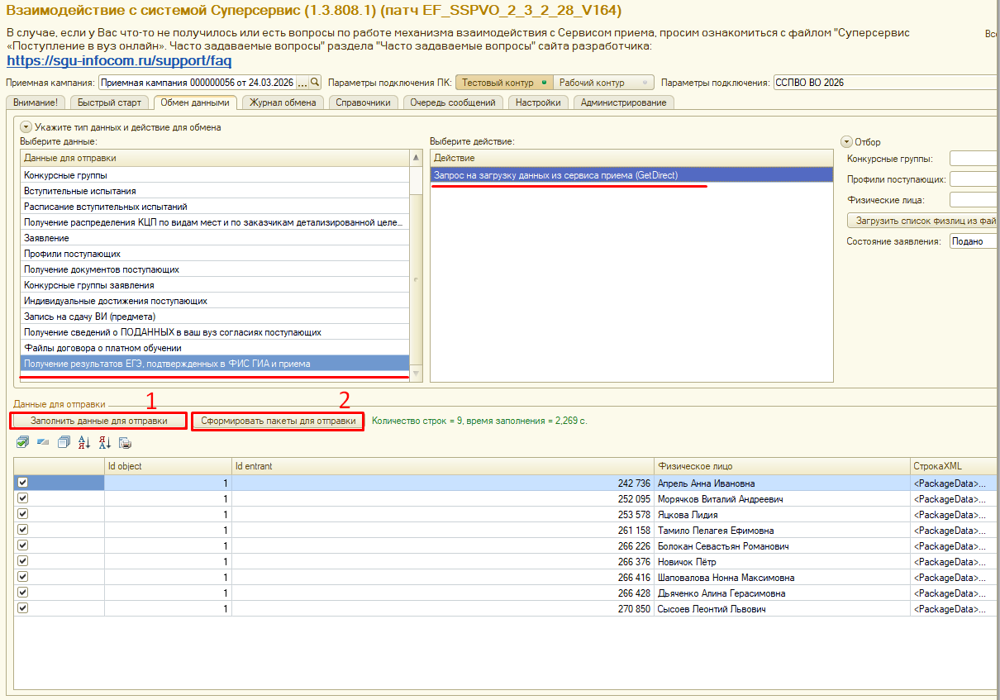 Взаимодействие с системой Суперсервис (1.3.808.1) (патч EF_SSPVO_2_3_2_28_V164)
В случае, если у Вас что-то не получилось или есть вопросы по работе механизма взаимодействия с Сервисом приема, просим ознакомиться с файлом "Суперсервис
Вс
«Поступление в вуз онлайн». Часто задаваемые вопросы" раздела "Часто задаваемые вопросы" сайта разработчика:
https://sgu-infocom.ru/support/faq
Приемная кампания: Приемная кампания 000000056 от 24.03.2026 ... Параметры подключения ПК: Тестовый контур Рабочий контур Параметры подключения: ССПВО ВО 2026
Внимание! Быстрый старт Обмен данными Журнал обмена Справочники Очередь сообщений Настройки Администрирование
Укажите тип данных и действие для обмена
Выберите данные: Выберите действие: Отбор
Данные для отправки Действие
Конкурсные группы:
Конкурсные группы Запрос на загрузку данных из сервиса приема (GetDirect)
Профили поступающих:
Вступительные испытания
Физические лица:
Расписание вступительных испытаний
Получение распределения КЦП по видам мест и по заказчикам детализированной целе... Загрузить список физлиц из фай
Заявление Состояние заявления: Подано
Профили поступающих
Получение документов поступающих
Конкурсные группы заявления
Индивидуальные достижения поступающих
Запись на сдачу ВИ (предмета)
Получение сведений о ПОДАННЫХ в ваш вуз согласиях поступающих
Файлы договора о платном обучении
Получение результатов ЕГЭ, подтвержденных в ФИС ГИА и приема
Данные для отправки 1 2
Заполнить данные для отправки Сформировать пакеты для отправки Количество строк = 9, время заполнения = 2,269 с.
Id object Id entrant Физическое лицо СтрокаXML
1 242 736 Апрель Анна Ивановна <PackageData>...
1 252 095 Морячков Виталий Андреевич <PackageData>...
1 253 578 Яцкова Лидия <PackageData>...
1 261 158 Тамило Пелагея Ефимовна <PackageData>...
1 266 226 Болокан Севастьян Романович <PackageData>...
1 266 376 Новичок Пётр <PackageData>...
1 266 416 Шаповалова Нонна Максимовна <PackageData>...
1 266 428 Дьяченко Алина Герасимовна <PackageData>...
1 270 850 Сысоев Леонтий Львович <PackageData>...